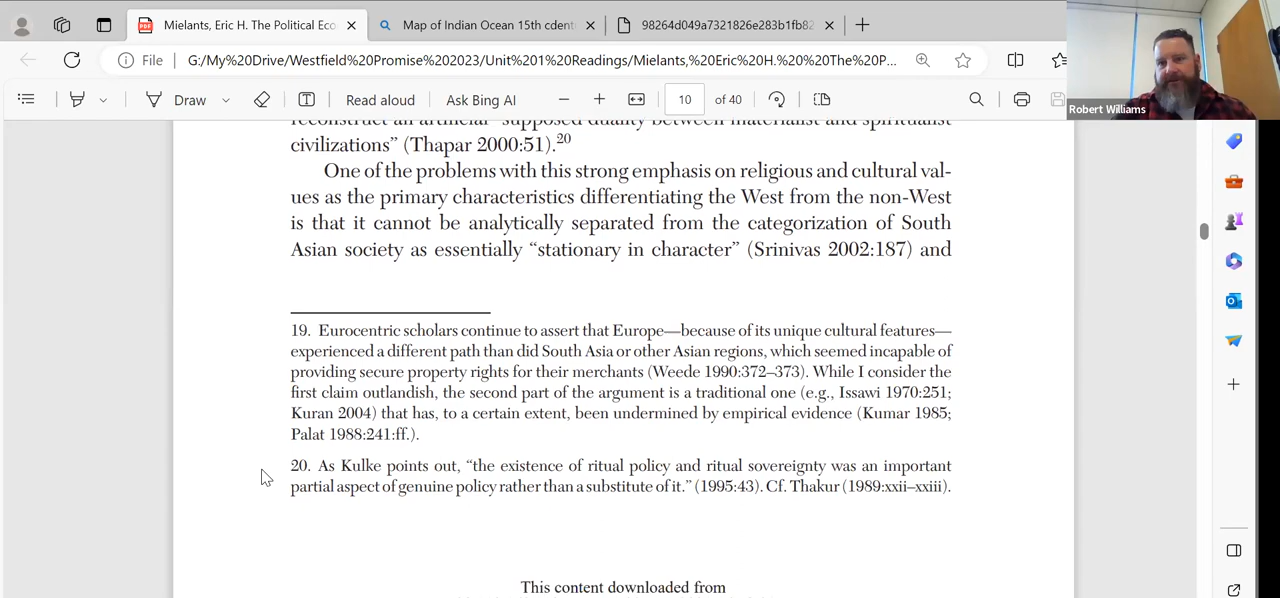 Mielants, Eric H. The Political Eco
Map of Indian Ocean 15th cdent
98264d049a7321826e283b1fb82
File
G:/My%20Drive/Westfield%20Promise%202023/Unit%201%20Readings/Mielants,%20Eric%20H.%20%20The%20P...
Draw
Read aloud
Ask Bing AI
10
of 40
Robert Williams
civilizations” (Thapar 2000:51).20
One of the problems with this strong emphasis on religious and cultural val-
ues as the primary characteristics differentiating the West from the non-West
is that it cannot be analytically separated from the categorization of South
Asian society as essentially “stationary in character” (Srinivas 2002:187) and
19. Eurocentric scholars continue to assert that Europe—because of its unique cultural features—
experienced a different path than did South Asia or other Asian regions, which seemed incapable of
providing secure property rights for their merchants (Weede 1990:372–373). While I consider the
first claim outlandish, the second part of the argument is a traditional one (e.g., Issawi 1970:251;
Kuran 2004) that has, to a certain extent, been undermined by empirical evidence (Kumar 1985;
Palat 1988:241:ff.).
20. As Kulke points out, “the existence of ritual policy and ritual sovereignty was an important
partial aspect of genuine policy rather than a substitute of it.” (1995:43). Cf. Thakur (1989:xxii–xxiii).
This content downloaded from